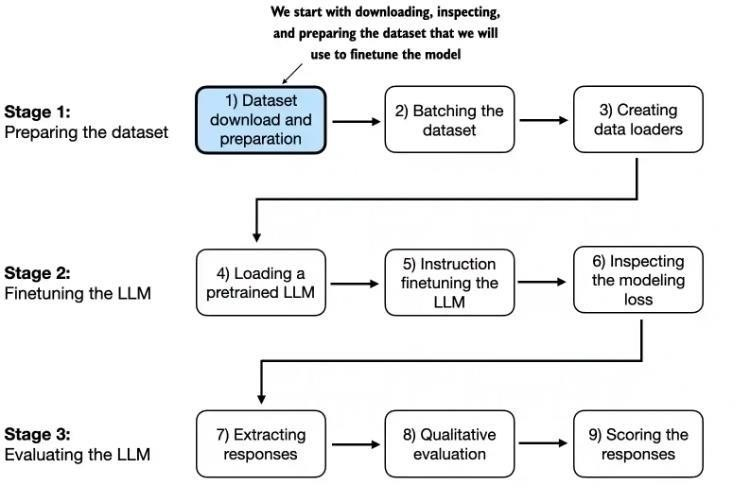 We start with downloading, inspecting,
and preparing the dataset that we will
use to finetune the model
Stage 1:
Preparing the dataset
1) Dataset
download and
preparation
2) Batching the
dataset
3) Creating
data loaders
Stage 2:
Finetuning the LLM
4) Loading a
pretrained LLM
5) Instruction
finetuning the
LLM
6) Inspecting
the modeling
loss
Stage 3:
Evaluating the LLM
7) Extracting
responses
8) Qualitative
evaluation
9) Scoring the
responses